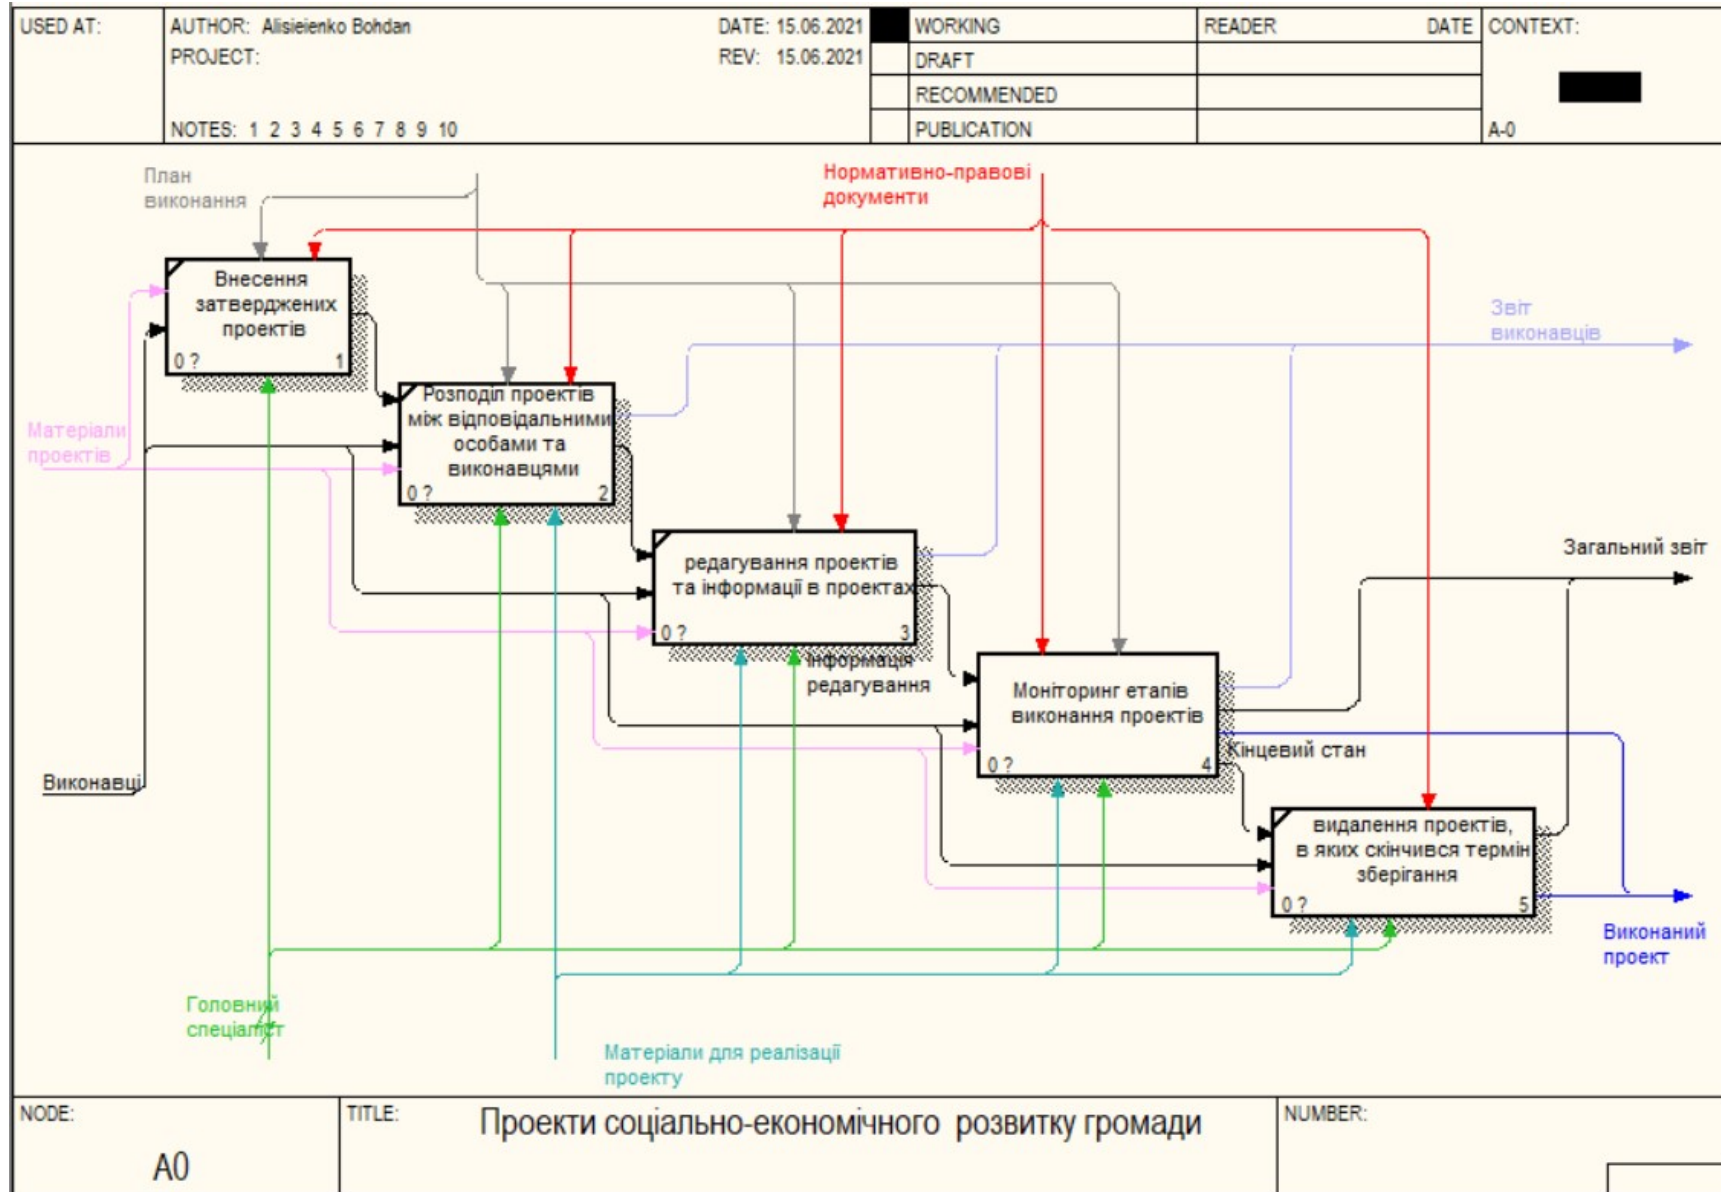 USED AT:
AUTHOR: Alisieienko Bohdan
DATE: 15.06.2021
WORKING
READER
DATE
CONTEXT:
PROJECT:
REV: 15.06.2021
DRAFT
RECOMMENDED
NOTES: 1 2 3 4 5 6 7 8 9 10
PUBLICATION
A-0
План
виконання
Нормативно-правові
документи
Внесення
затверджених
проектів
0 ?
1
Звіт
виконавців
Розподіл проектів
між відповідальними
особами та
виконавцями
0 ?
2
Матеріали
проектів
редагування проектів
та інформації в проектах
0 ?
3
Загальний звіт
Інформація
редагування
Моніторинг етапів
виконання проектів
0 ?
4
Кінцевий стан
Виконавці
видалення проектів,
в яких скінчився термін
зберігання
0 ?
5
Виконаний
проект
Головний
спеціаліст
Матеріали для реалізації
проекту
NODE:
A0
TITLE:
Проекти соціально-економічного розвитку громади
NUMBER: